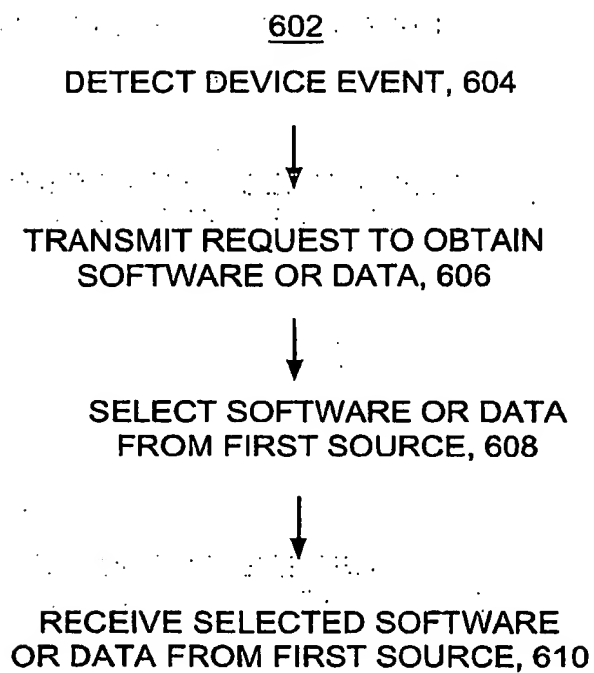 602
DETECT DEVICE EVENT, 604
TRANSMIT REQUEST TO OBTAIN
SOFTWARE OR DATA, 606
SELECT SOFTWARE OR DATA
FROM FIRST SOURCE, 608
RECEIVE SELECTED SOFTWARE
OR DATA FROM FIRST SOURCE, 610